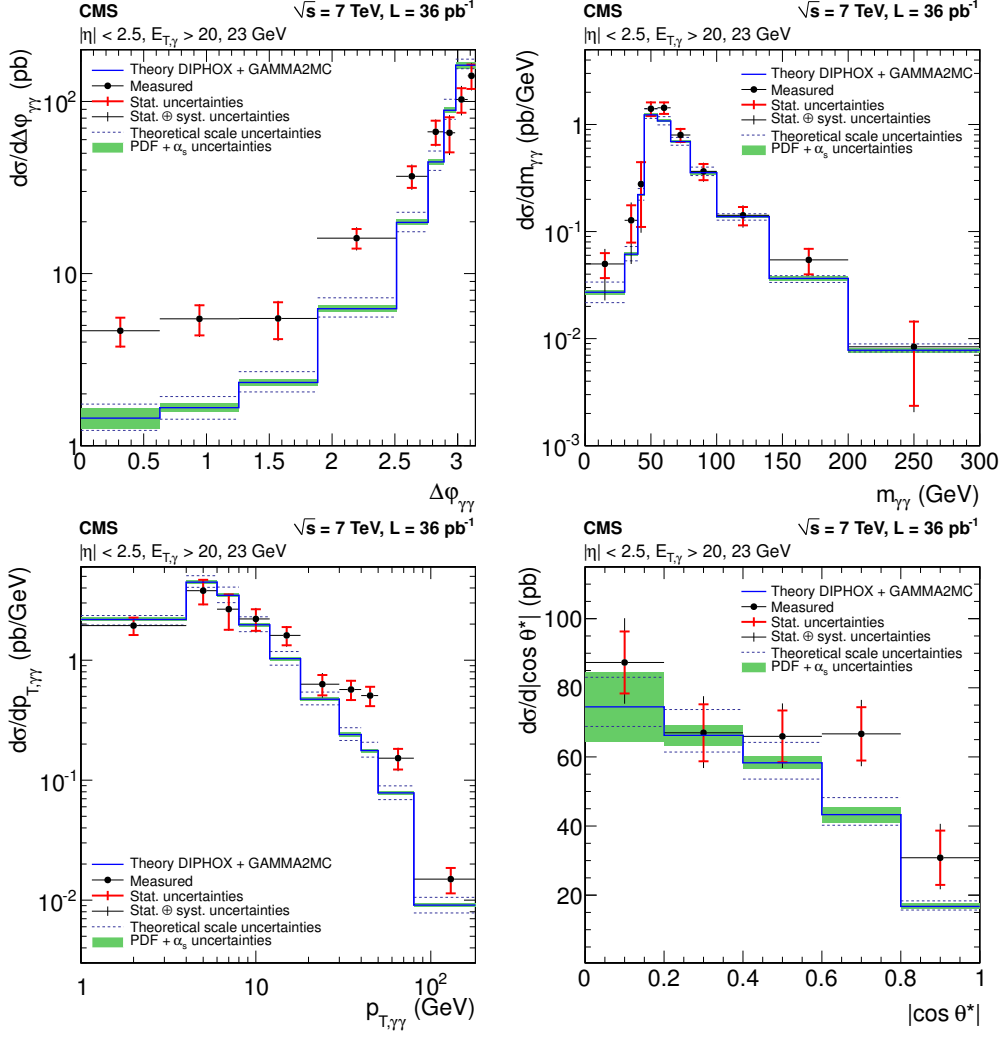 CMS √s = 7 TeV, L = 36 pb⁻¹
|η| < 2.5, E_T,γ > 20, 23 GeV
dσ/dΔφ_γγ (pb)
Theory DIPHOX + GAMMA2MC
Measured
Stat. uncertainties
Stat. ⊕ syst. uncertainties
Theoretical scale uncertainties
PDF + α_s uncertainties
10²
10
1
0 0.5 1 1.5 2 2.5 3
Δφ_γγ
CMS √s = 7 TeV, L = 36 pb⁻¹
|η| < 2.5, E_T,γ > 20, 23 GeV
dσ/dm_γγ (pb/GeV)
Theory DIPHOX + GAMMA2MC
Measured
Stat. uncertainties
Stat. ⊕ syst. uncertainties
Theoretical scale uncertainties
PDF + α_s uncertainties
1
10⁻¹
10⁻²
10⁻³
0 50 100 150 200 250 300
m_γγ (GeV)
CMS √s = 7 TeV, L = 36 pb⁻¹
|η| < 2.5, E_T,γ > 20, 23 GeV
dσ/dp_T,γγ (pb/GeV)
1
10⁻¹
10⁻²
Theory DIPHOX + GAMMA2MC
Measured
Stat. uncertainties
Stat. ⊕ syst. uncertainties
Theoretical scale uncertainties
PDF + α_s uncertainties
1 10 10²
p_T,γγ (GeV)
CMS √s = 7 TeV, L = 36 pb⁻¹
|η| < 2.5, E_T,γ > 20, 23 GeV
dσ/d|cos θ*| (pb)
Theory DIPHOX + GAMMA2MC
Measured
Stat. uncertainties
Stat. ⊕ syst. uncertainties
Theoretical scale uncertainties
PDF + α_s uncertainties
100
80
60
40
20
0 0.2 0.4 0.6 0.8 1
|cos θ*|